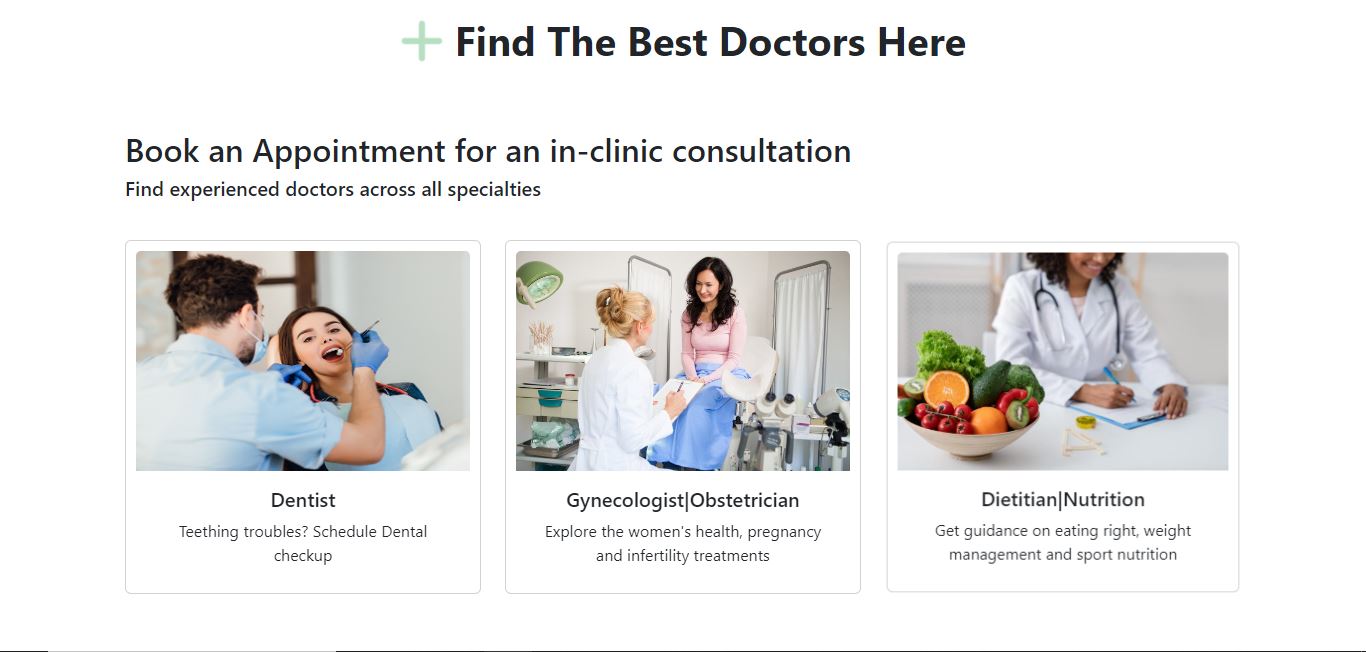 Find The Best Doctors Here
Book an Appointment for an in-clinic consultation
Find experienced doctors across all specialties
Dentist
Teething troubles? Schedule Dental
checkup
Gynecologist|Obstetrician
Explore the women's health, pregnancy
and infertility treatments
Dietitian|Nutrition
Get guidance on eating right, weight
management and sport nutrition